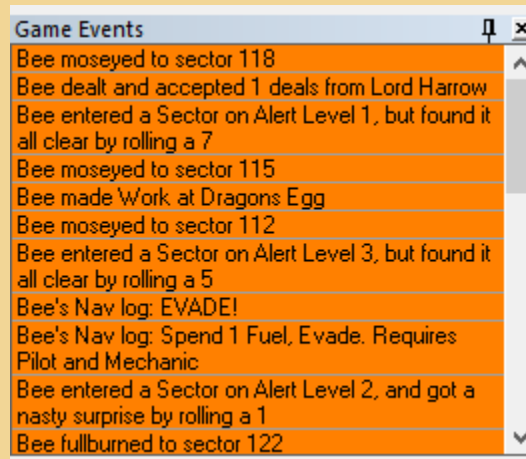 Game Events
Bee moseyed to sector 118
Bee dealt and accepted 1 deals from Lord Harrow
Bee entered a Sector on Alert Level 1, but found it
all clear by rolling a 7
Bee moseyed to sector 115
Bee made Work at Dragons Egg
Bee moseyed to sector 112
Bee entered a Sector on Alert Level 3, but found it
all clear by rolling a 5
Bee's Nav log: EVADE!
Bee's Nav log: Spend 1 Fuel, Evade. Requires
Pilot and Mechanic
Bee entered a Sector on Alert Level 2, and got a
nasty surprise by rolling a 1
Bee fullburned to sector 122